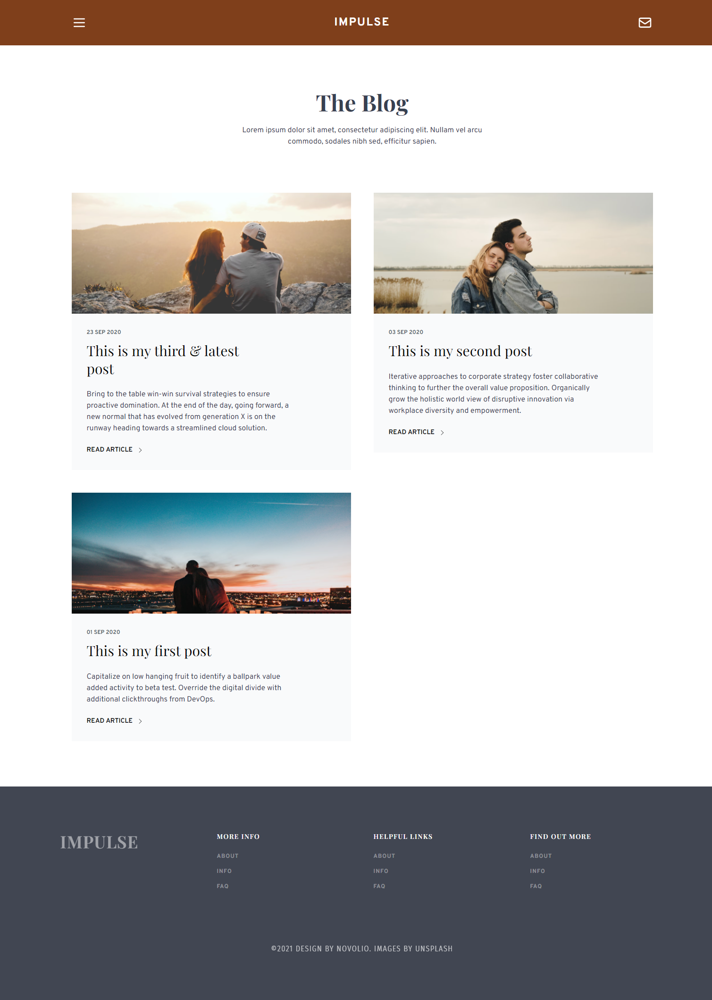 IMPULSE
The Blog
Lorem ipsum dolor sit amet, consectetur adipiscing elit. Nullam vel arcu
commodo, sodales nibh sed, efficitur sapien.
23 SEP 2020
This is my third & latest
post
Bring to the table win-win survival strategies to ensure
proactive domination. At the end of the day, going forward, a
new normal that has evolved from generation X is on the
runway heading towards a streamlined cloud solution.
READ ARTICLE
03 SEP 2020
This is my second post
Iterative approaches to corporate strategy foster collaborative
thinking to further the overall value proposition. Organically
grow the holistic world view of disruptive innovation via
workplace diversity and empowerment.
READ ARTICLE
01 SEP 2020
This is my first post
Capitalize on low hanging fruit to identify a ballpark value
added activity to beta test. Override the digital divide with
additional clickthroughs from DevOps.
READ ARTICLE
IMPULSE
MORE INFO
ABOUT
INFO
FAQ
HELPFUL LINKS
ABOUT
INFO
FAQ
FIND OUT MORE
ABOUT
INFO
FAQ
©2021 DESIGN BY NOVOLIO. IMAGES BY UNSPLASH